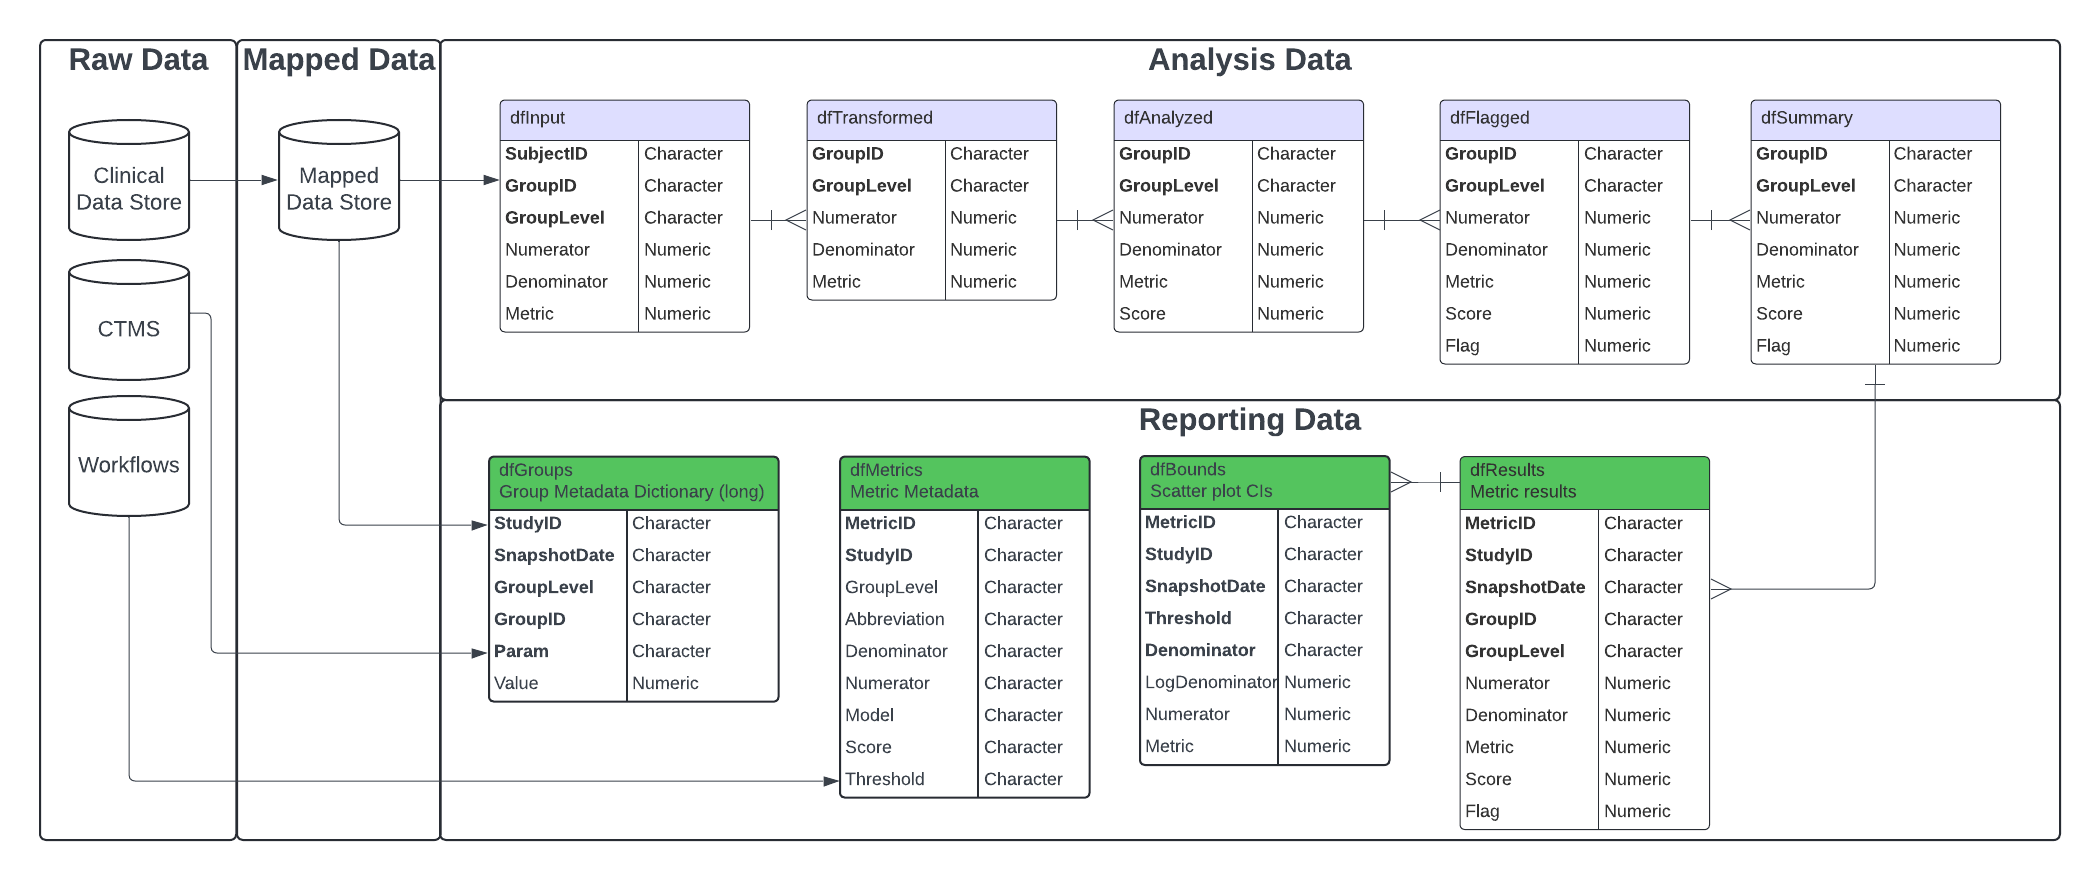 Raw Data
Clinical
Data Store
CTMS
Workflows
Mapped Data
Mapped
Data Store
Analysis Data
dfInput
SubjectID Character
GroupID Character
GroupLevel Character
Numerator Numeric
Denominator Numeric
Metric Numeric
dfTransformed
GroupID Character
GroupLevel Character
Numerator Numeric
Denominator Numeric
Metric Numeric
dfAnalyzed
GroupID Character
GroupLevel Character
Numerator Numeric
Denominator Numeric
Metric Numeric
Score Numeric
dfFlagged
GroupID Character
GroupLevel Character
Numerator Numeric
Denominator Numeric
Metric Numeric
Score Numeric
Flag Numeric
dfSummary
GroupID Character
GroupLevel Character
Numerator Numeric
Denominator Numeric
Metric Numeric
Score Numeric
Flag Numeric
Reporting Data
dfGroups
Group Metadata Dictionary (long)
StudyID Character
SnapshotDate Character
GroupLevel Character
GroupID Character
Param Character
Value Numeric
dfMetrics
Metric Metadata
MetricID Character
StudyID Character
GroupLevel Character
Abbreviation Character
Denominator Character
Numerator Character
Model Character
Score Character
Threshold Character
dfBounds
Scatter plot CIs
MetricID Character
StudyID Character
SnapshotDate Character
Threshold Character
Denominator Character
LogDenominator Numeric
Numerator Numeric
Metric Numeric
dfResults
Metric results
MetricID Character
StudyID Character
SnapshotDate Character
GroupID Character
GroupLevel Character
Numerator Numeric
Denominator Numeric
Metric Numeric
Score Numeric
Flag Numeric